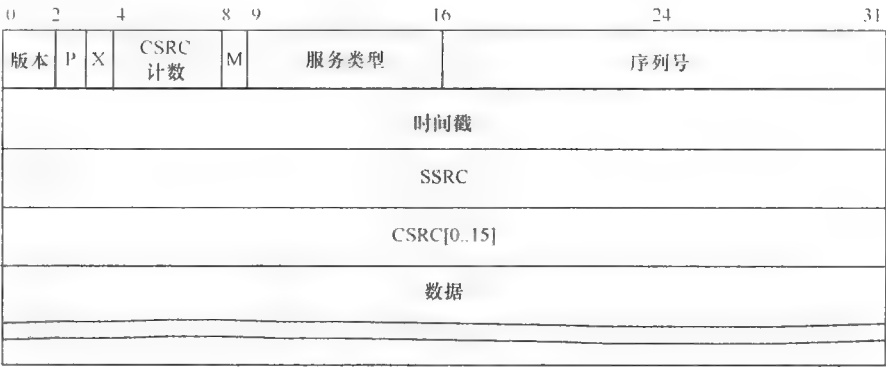 0 2 4 8 9 16 24 31
版本 P X CSRC 计数 M 服务类型 序列号
时间戳
SSRC
CSRC[0..15]
数据